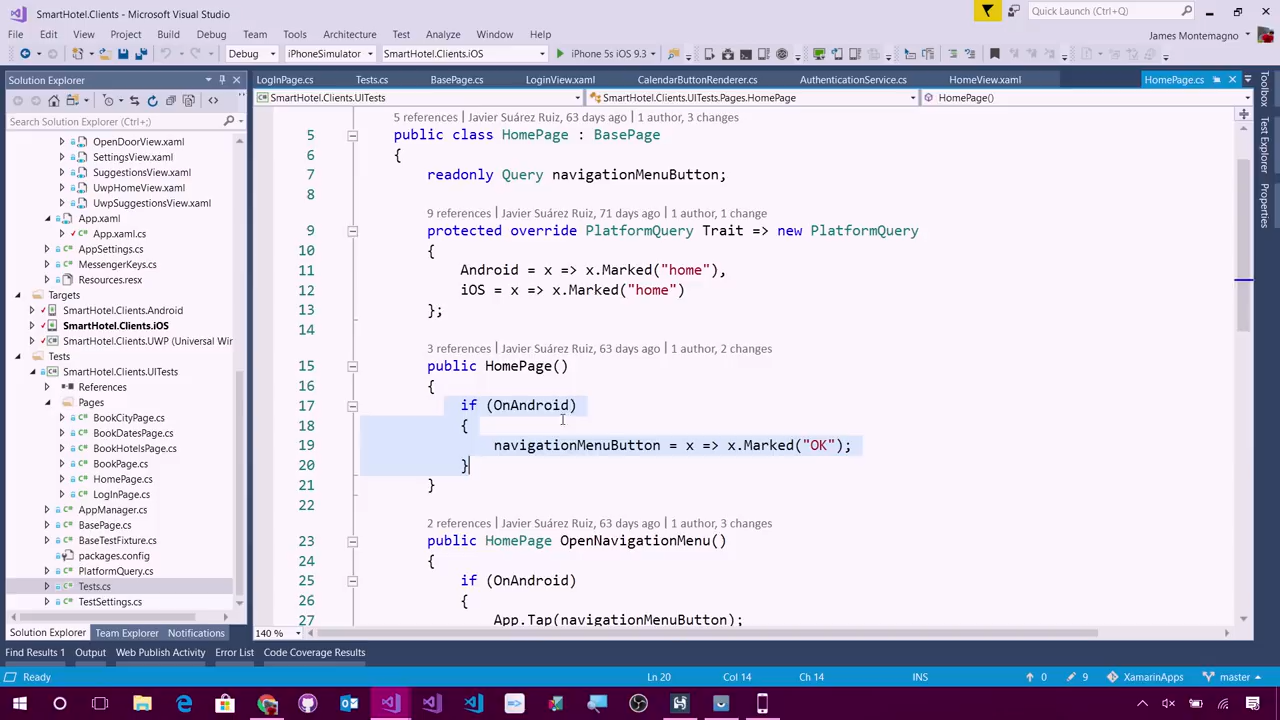 SmartHotel.Clients - Microsoft Visual Studio
Quick Launch (Ctrl+Q)
File Edit View Project Build Debug Team Tools Architecture Test Analyze Window Help
James Montemagno
Debug iPhoneSimulator SmartHotel.Clients.iOS iPhone 5s iOS 9.3
Solution Explorer
Search Solution Explorer (Ctrl+;)
OpenDoorView.xaml
SettingsView.xaml
SuggestionsView.xaml
UwpHomeView.xaml
UwpSuggestionsView.xaml
App.xaml
App.xaml.cs
AppSettings.cs
MessengerKeys.cs
Resources.resx
Targets
SmartHotel.Clients.Android
SmartHotel.Clients.iOS
SmartHotel.Clients.UWP (Universal Wir
Tests
SmartHotel.Clients.UITests
References
Pages
BookCityPage.cs
BookDatesPage.cs
BookHotelsPage.cs
BookPage.cs
HomePage.cs
LogInPage.cs
AppManager.cs
BasePage.cs
BaseTestFixture.cs
packages.config
PlatformQuery.cs
Tests.cs
TestSettings.cs
Solution Explorer Team Explorer Notifications
LogInPage.cs Tests.cs BasePage.cs LoginView.xaml CalendarButtonRenderer.cs AuthenticationService.cs HomeView.xaml HomePage.cs
SmartHotel.Clients.UITests SmartHotel.Clients.UITests.Pages.HomePage HomePage()
5 references | Javier Suárez Ruiz, 63 days ago | 1 author, 3 changes
5 public class HomePage : BasePage
6 {
7 readonly Query navigationMenuButton;
8
9 references | Javier Suárez Ruiz, 71 days ago | 1 author, 1 change
9 protected override PlatformQuery Trait => new PlatformQuery
10 {
11 Android = x => x.Marked("home"),
12 iOS = x => x.Marked("home")
13 };
14
3 references | Javier Suárez Ruiz, 63 days ago | 1 author, 2 changes
15 public HomePage()
16 {
17 if (OnAndroid)
18 {
19 navigationMenuButton = x => x.Marked("OK");
20 }
21 }
22
2 references | Javier Suárez Ruiz, 63 days ago | 1 author, 3 changes
23 public HomePage OpenNavigationMenu()
24 {
25 if (OnAndroid)
26 {
27 App.Tap(navigationMenuButton);
140 %
Toolbox
Test Explorer
Properties
Find Results 1 Output Web Publish Activity Error List Code Coverage Results
Ready Ln 20 Col 14 Ch 14 INS 0 9 XamarinApps master